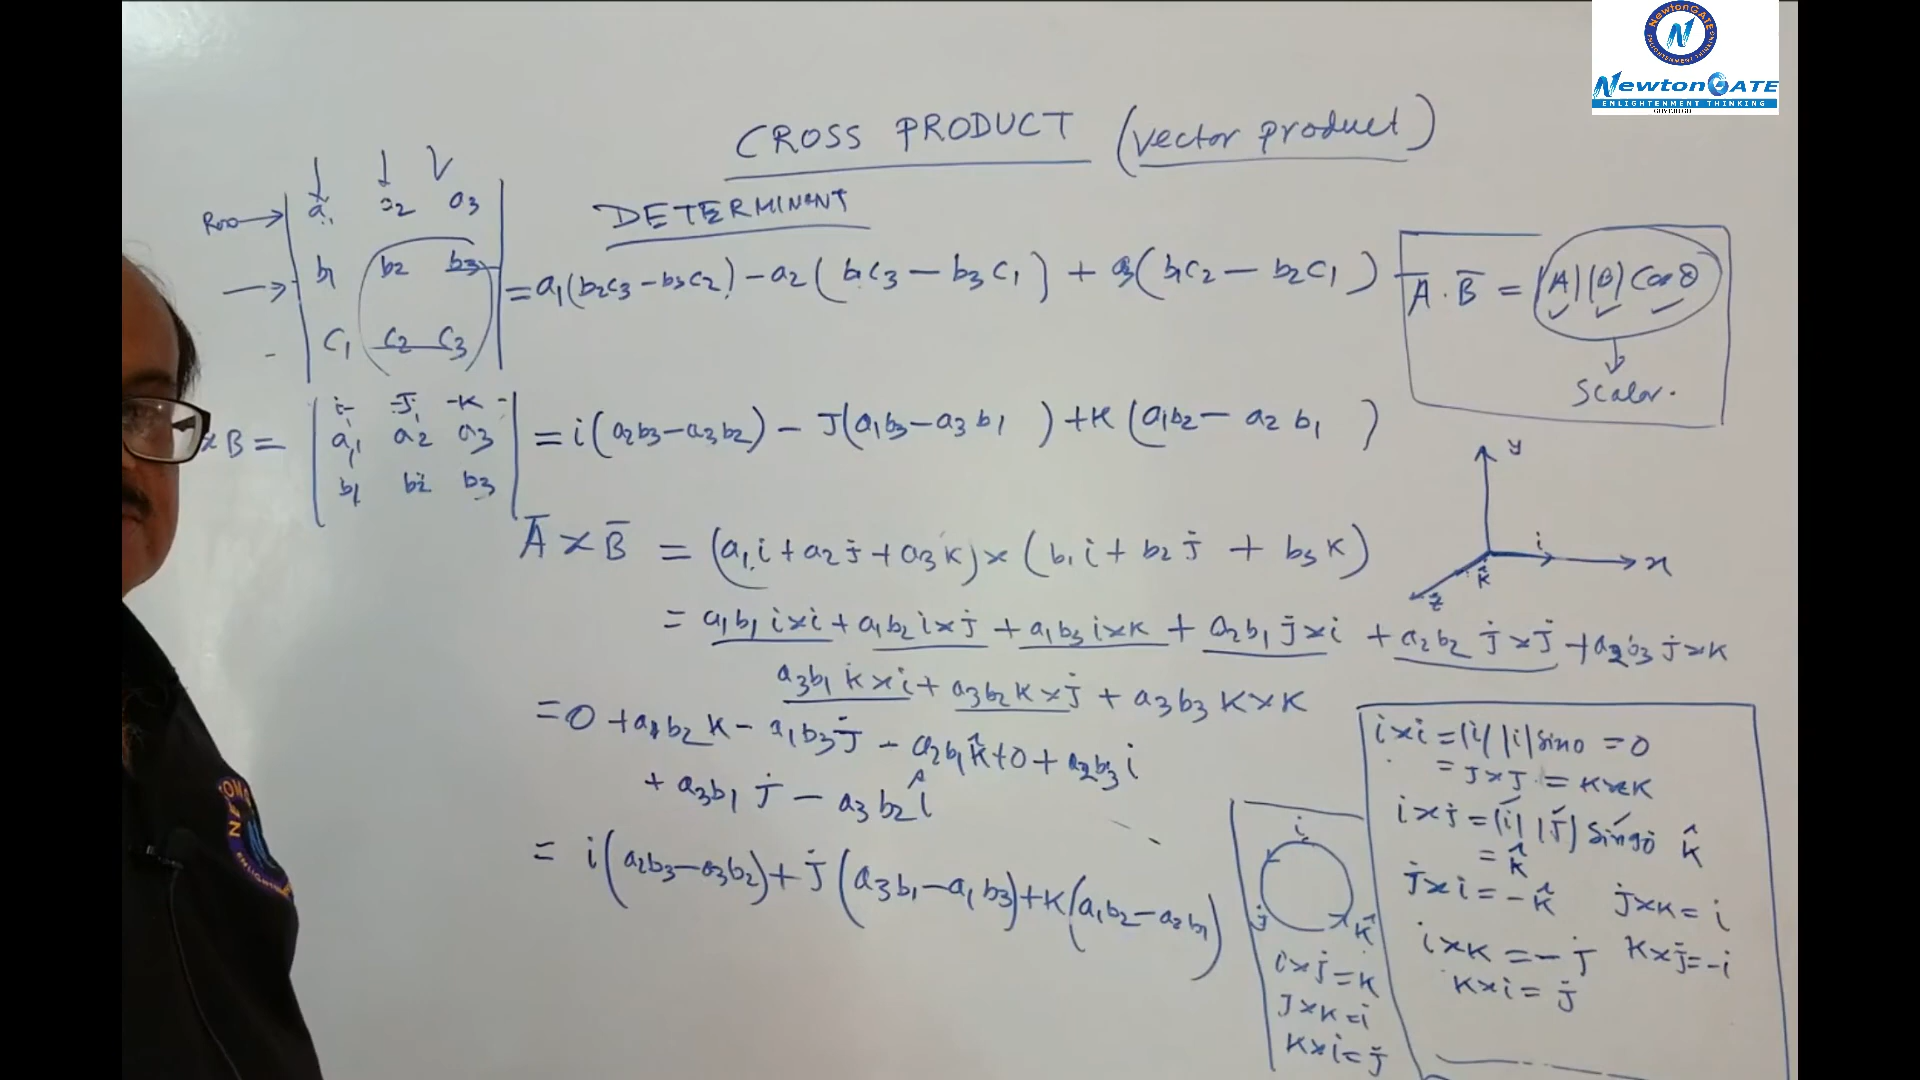 NEWTONGATE
ENLIGHTENMENT THINKING
N
NEWTONGATE
ENLIGHTENMENT THINKING
CROSS PRODUCT (vector product)
DETERMINANT
Row → | a1 a2 a3 |
| b1 b2 b3 | = a1(b2c3-b3c2) - a2(b1c3 - b3c1) + a3(b1c2 - b2c1)
| c1 c2 c3 |
A̅ . B̅ = |A| |B| Cos θ
Scalar.
| i J K |
x B = | a1 a2 a3 | = i(a2b3-a3b2) - J(a1b3-a3b1) + K(a1b2 - a2b1)
| b1 b2 b3 |
y
i
x
k̂
z
A̅ × B̅ = (a1i + a2j + a3k) × (b1i + b2j + b3k)
= a1b1 i×i + a1b2 i×j + a1b3 i×k + a2b1 j×i + a2b2 j×j + a2b3 j×k
a3b1 k×i + a3b2 k×j + a3b3 k×k
= 0 + a1b2 k - a1b3 j - a2b1 k̂ + 0 + a2b3 i
+ a3b1 j - a3b2 î
= i(a2b3-a3b2) + j(a3b1-a1b3) + k(a1b2-a2b1)
i
j
k̂
i×j = k
j×k = i
k×i = j
i×i = |i| |i| sin0 = 0
= j×j = k×k
i×j = |i| |j| sin90 k̂
= k̂
j×i = -k̂ j×k = i
i×k = -j k×j = -i
k×i = j